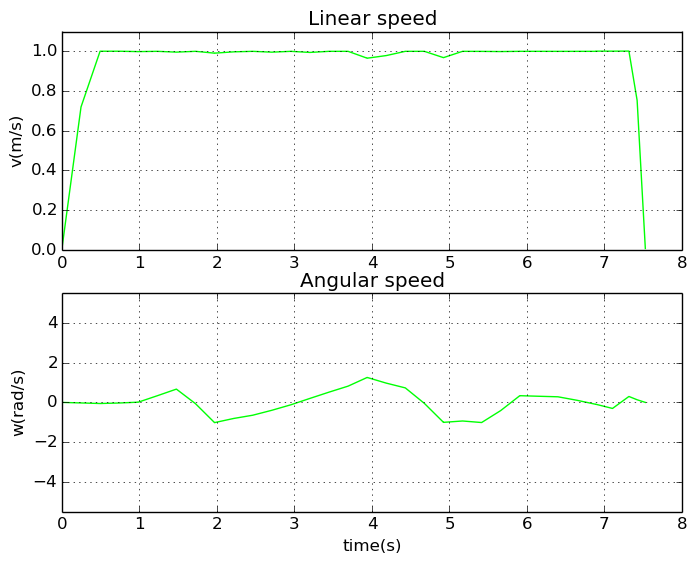 Linear speed
1.0
0.8
0.6
0.4
0.2
0.0
v(m/s)
0 1 2 3 4 5 6 7 8
Angular speed
4
2
0
−2
−4
w(rad/s)
0 1 2 3 4 5 6 7 8
time(s)